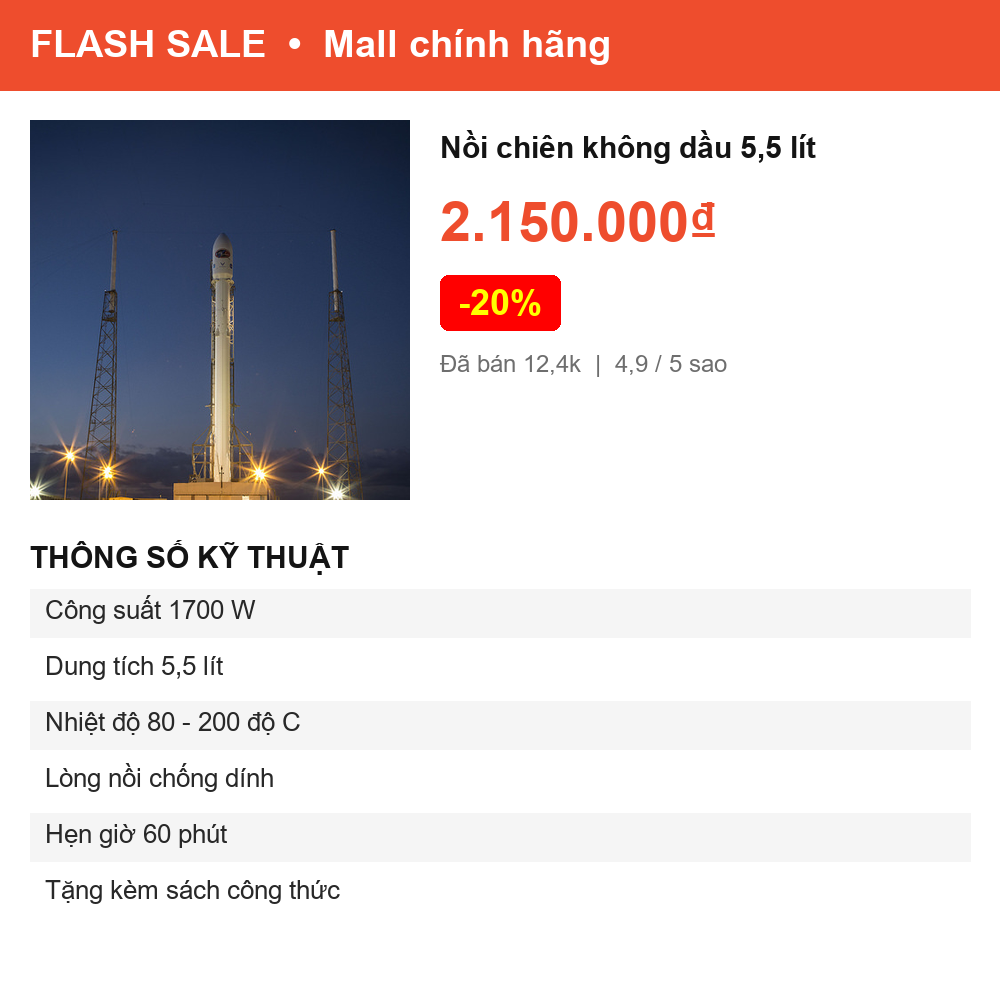 FLASH SALE • Mall chính hãng
Nồi chiên không dầu 5,5 lít
2.150.000₫
-20%
Đã bán 12,4k | 4,9 / 5 sao
THÔNG SỐ KỸ THUẬT
Công suất 1700 W
Dung tích 5,5 lít
Nhiệt độ 80 - 200 độ C
Lòng nồi chống dính
Hẹn giờ 60 phút
Tặng kèm sách công thức